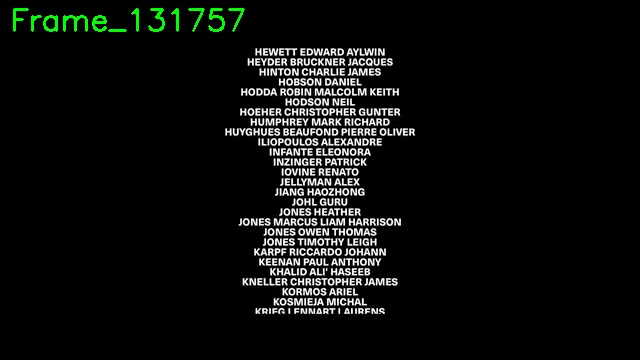 Frame_131757
HEWETT EDWARD AYLWIN
HEYDER BRUCKNER JACQUES
HINTON CHARLIE JAMES
HOBSON DANIEL
HODDA ROBIN MALCOLM KEITH
HODSON NEIL
HOEHER CHRISTOPHER GUNTER
HUMPHREY MARK RICHARD
HUYGHUES BEAUFOND PIERRE OLIVER
ILIOPOULOS ALEXANDRE
INFANTE ELEONORA
INZINGER PATRICK
IOVINE RENATO
JELLYMAN ALEX
JIANG HAOZHONG
JOHL GURU
JONES HEATHER
JONES MARCUS LIAM HARRISON
JONES OWEN THOMAS
JONES TIMOTHY LEIGH
KARPF RICCARDO JOHANN
KEENAN PAUL ANTHONY
KHALID ALI' HASEEB
KNELLER CHRISTOPHER JAMES
KORMOS ARIEL
KOSMIEJA MICHAL
KRIEG LENNART LAURENS